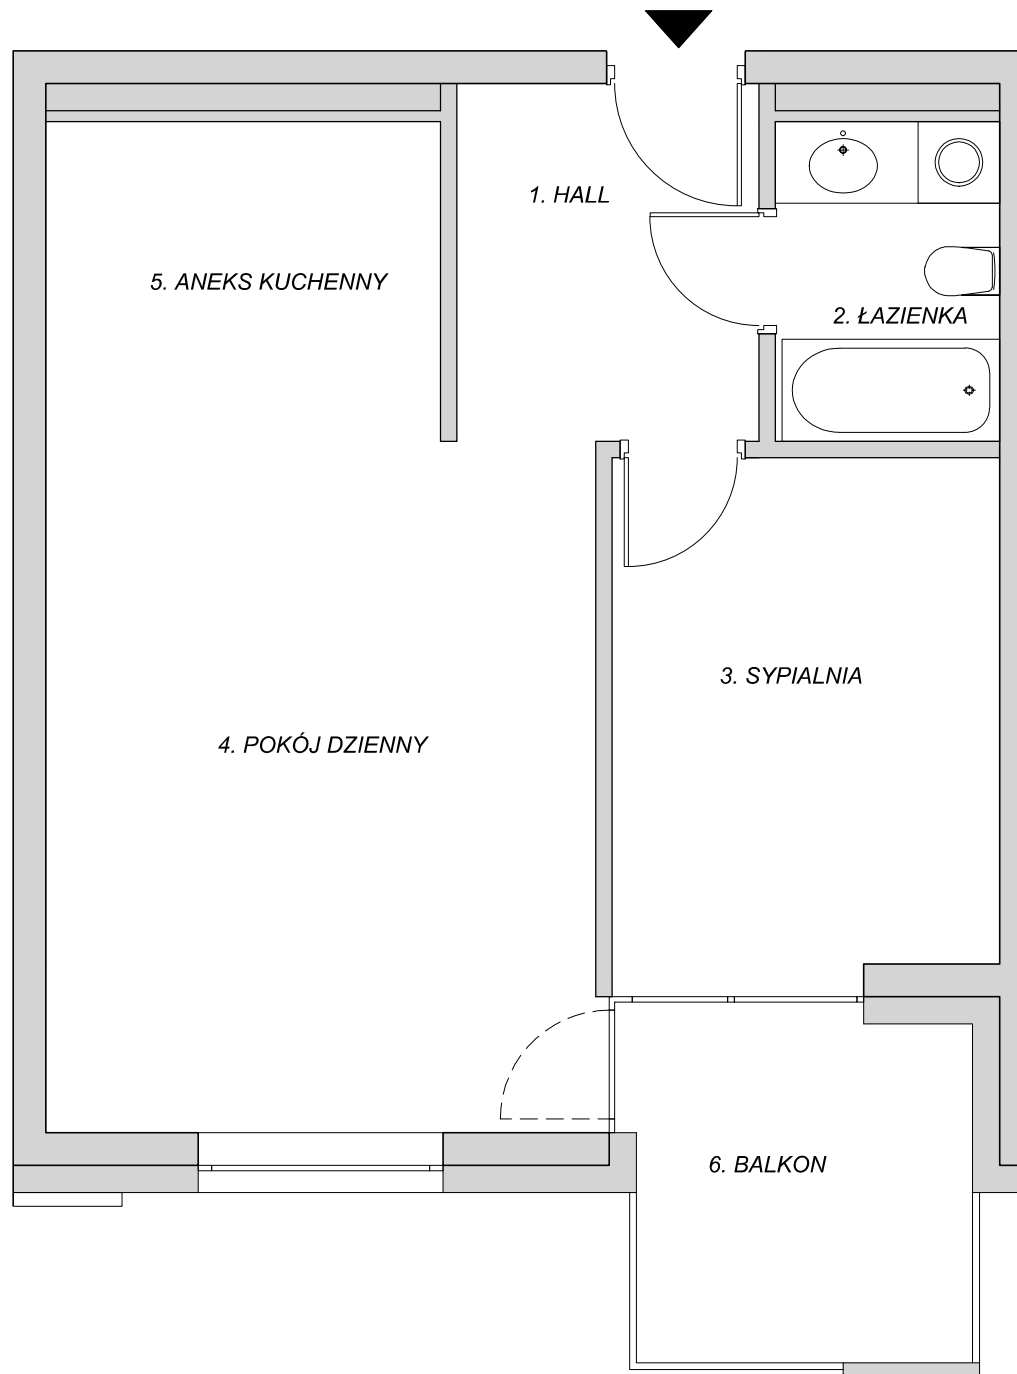 1. HALL
5. ANEKS KUCHENNY
2. ŁAZIENKA
3. SYPIALNIA
4. POKÓJ DZIENNY
6. BALKON